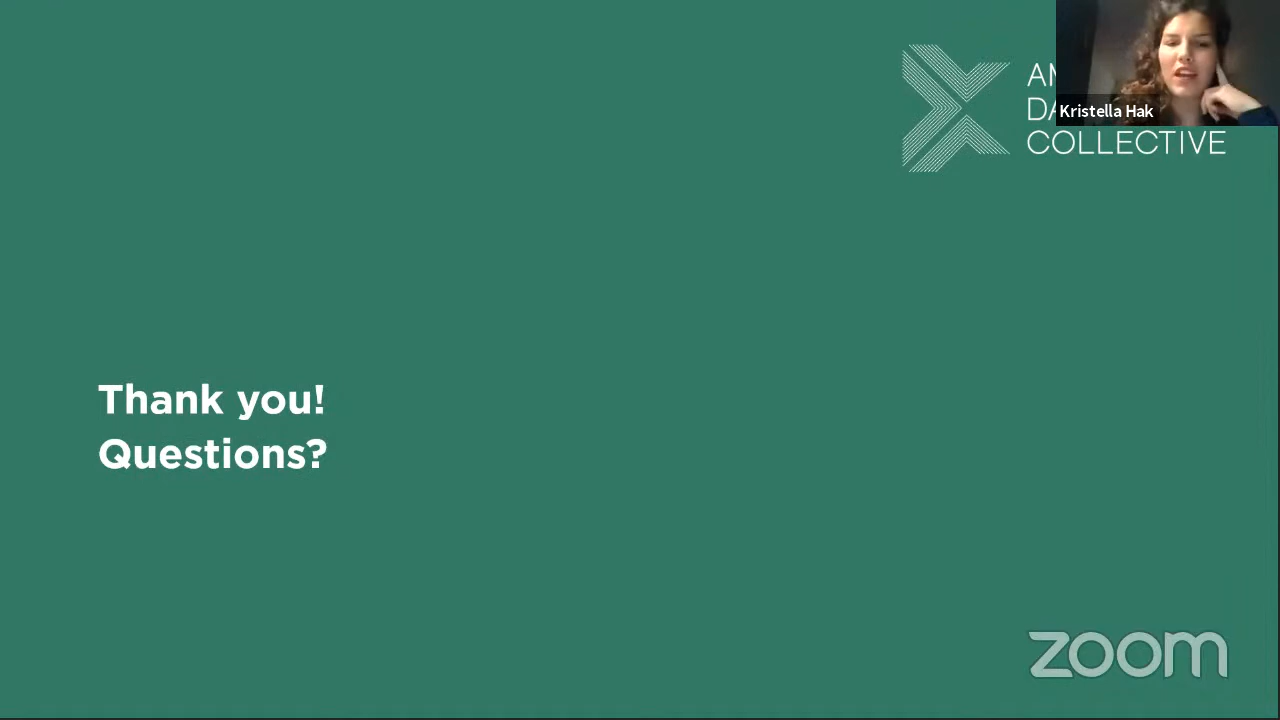 COLLECTIVE
Kristella Hak
Thank you!
Questions?
zoom